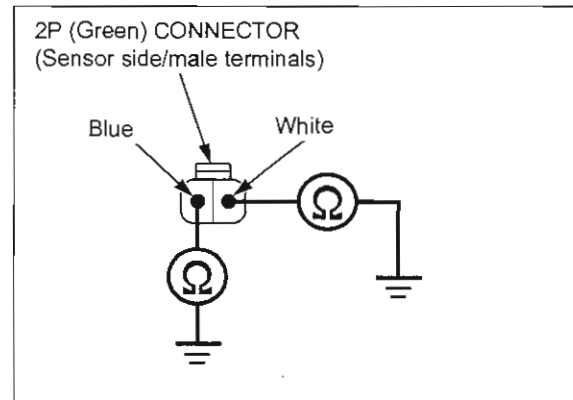 2P (Green) CONNECTOR
(Sensor side/male terminals)
Blue
White
Ω
Ω